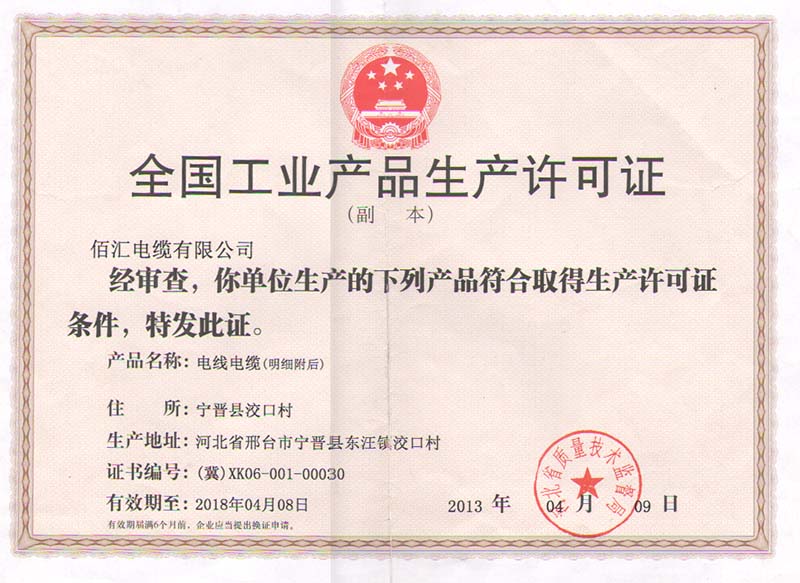 全国工业产品生产许可证
(副 本)
佰汇电缆有限公司
经审查，你单位生产的下列产品符合取得生产许可证
条件，特发此证。
产品名称：电线电缆(明细附后)
住 所：宁晋县洨口村
生产地址：河北省邢台市宁晋县东汪镇洨口村
证书编号：(冀)XK06-001-00030
有效期至：2018年04月08日
2013 年 04 月 09 日
有效期届满6个月前，企业应当提出换证申请。
河北省质量技术监督局